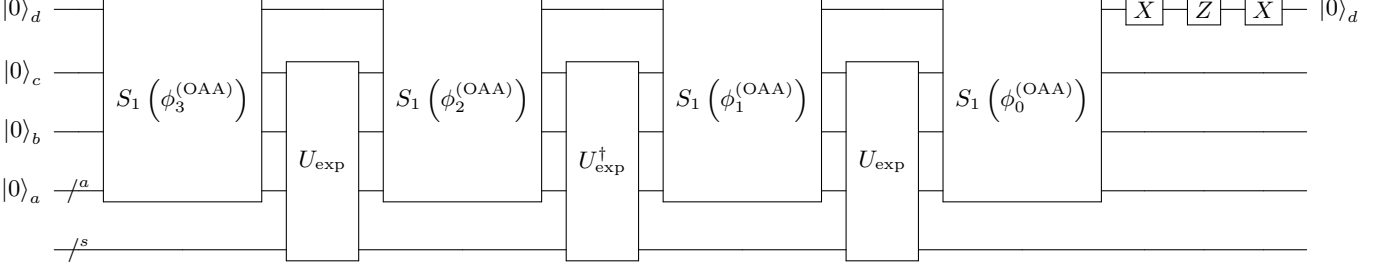 |0⟩_d X Z X |0⟩_d
|0⟩_c
S_1 (ϕ_3^{(OAA)}) S_1 (ϕ_2^{(OAA)}) S_1 (ϕ_1^{(OAA)}) S_1 (ϕ_0^{(OAA)})
|0⟩_b
U_exp U_exp^† U_exp
|0⟩_a a
s